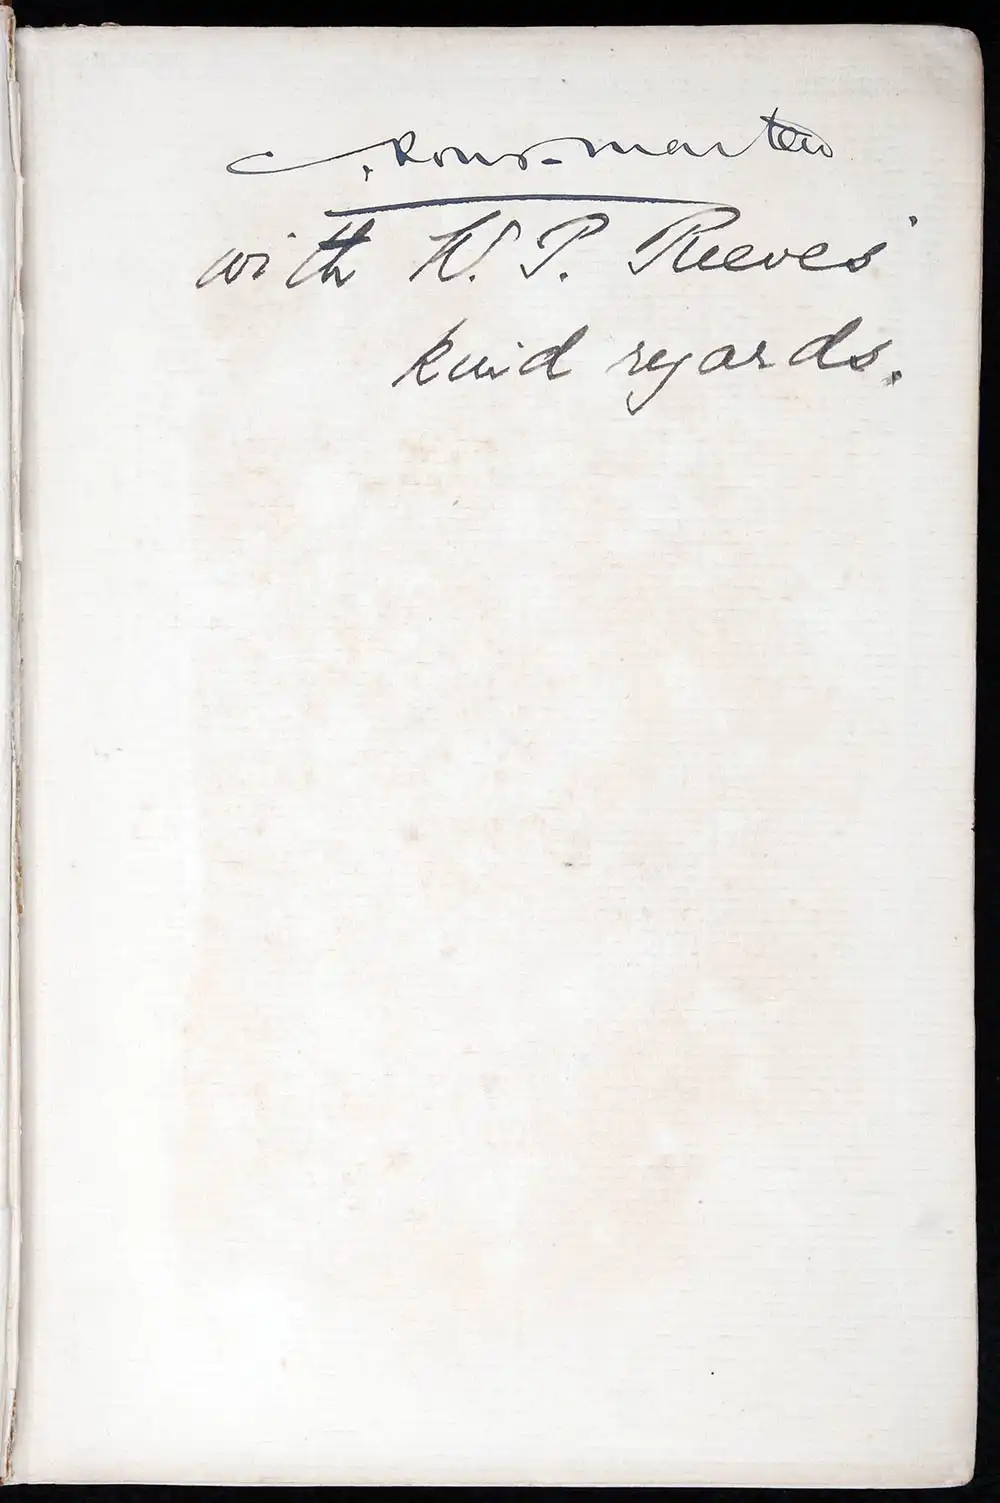 C. Rous-Marten
with W. P. Reeves'
kind regards.